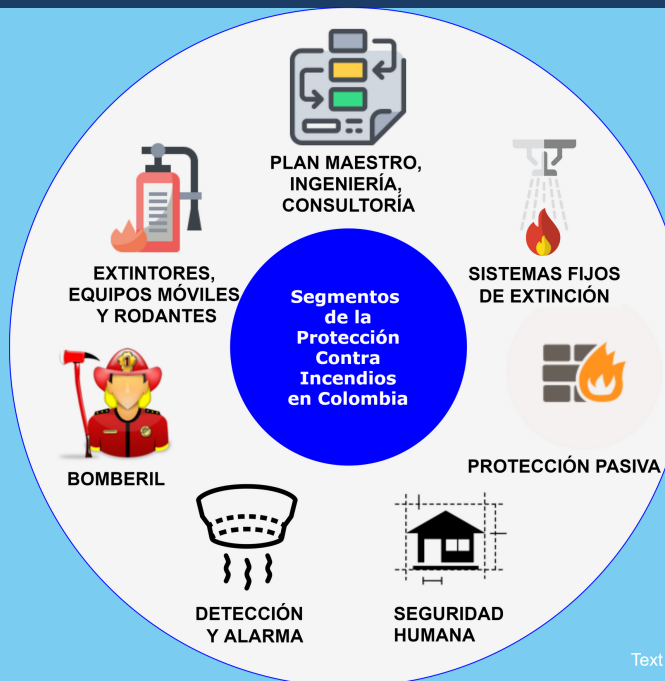 PLAN MAESTRO,
INGENIERÍA,
CONSULTORÍA
EXTINTORES,
EQUIPOS MÓVILES
Y RODANTES
SISTEMAS FIJOS
DE EXTINCIÓN
Segmentos
de la
Protección
Contra
Incendios
en Colombia
1
BOMBERIL
PROTECCIÓN PASIVA
DETECCIÓN
Y ALARMA
SEGURIDAD
HUMANA
Text